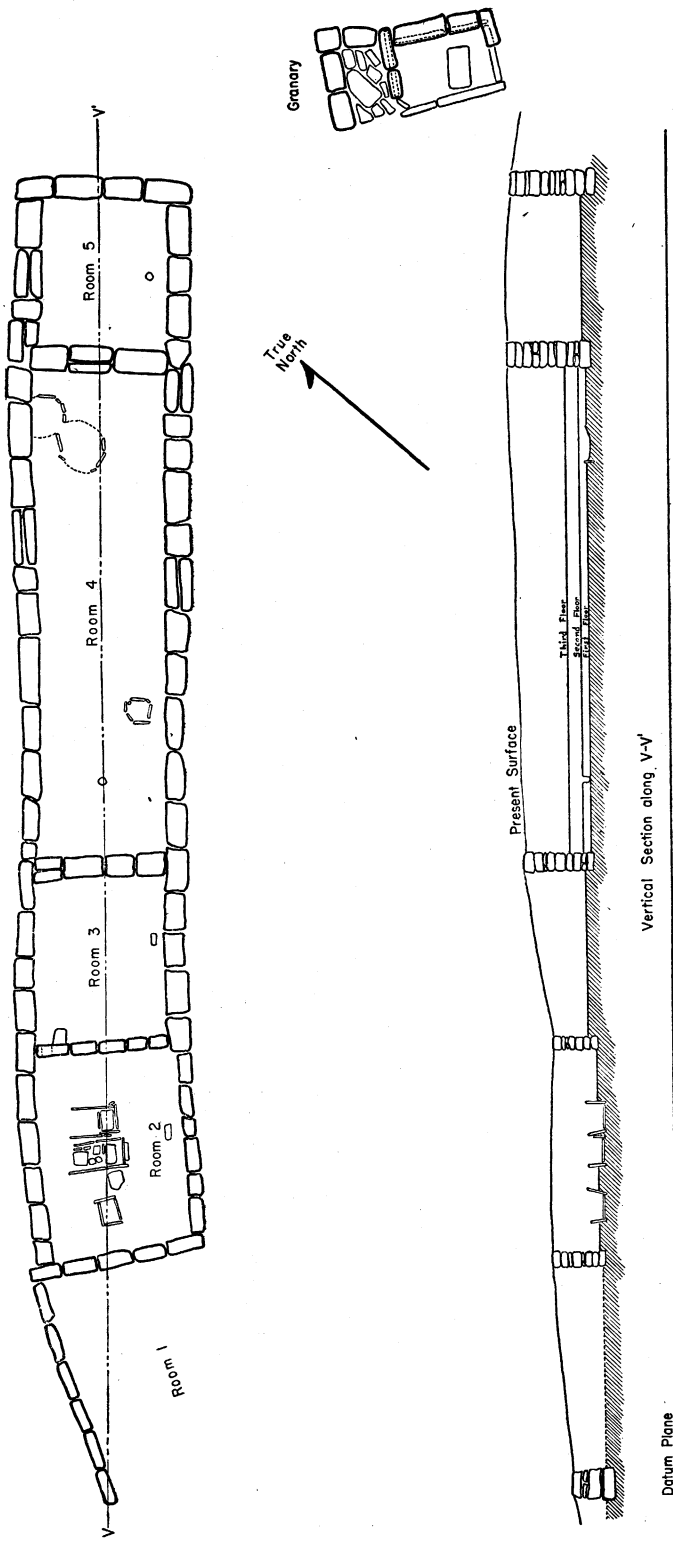 Granary
V'
Room 5
True
North
Room 4
Third Floor
Second Floor
First Floor
Present Surface
Room 3
Room 2
Room 1
V
Vertical Section along V-V'
Datum Plane